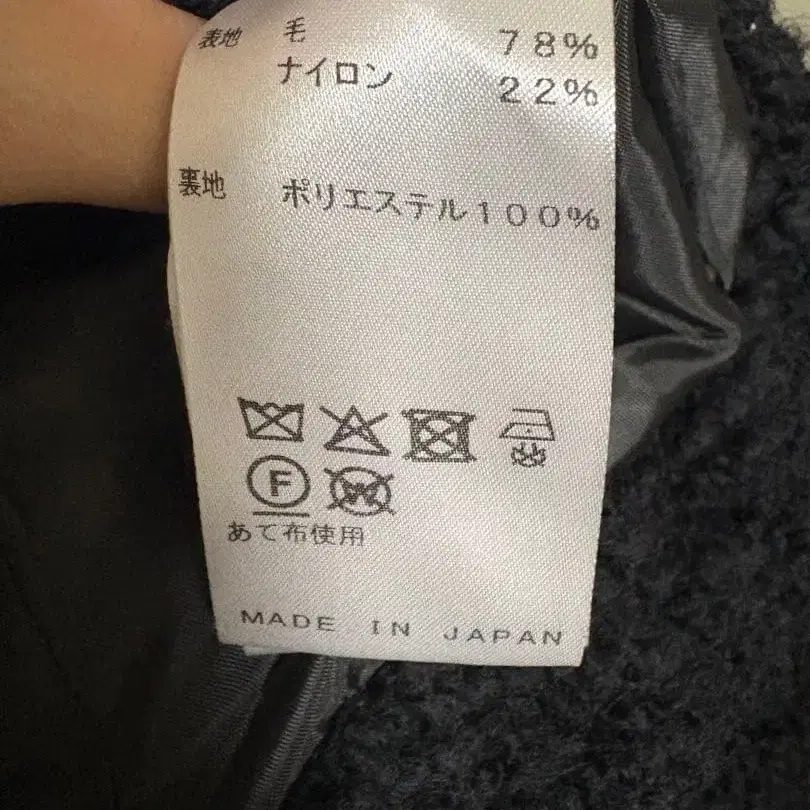 表地 毛 78%
ナイロン 22%
裏地 ポリエステル100%
F W
あて布使用
MADE IN JAPAN